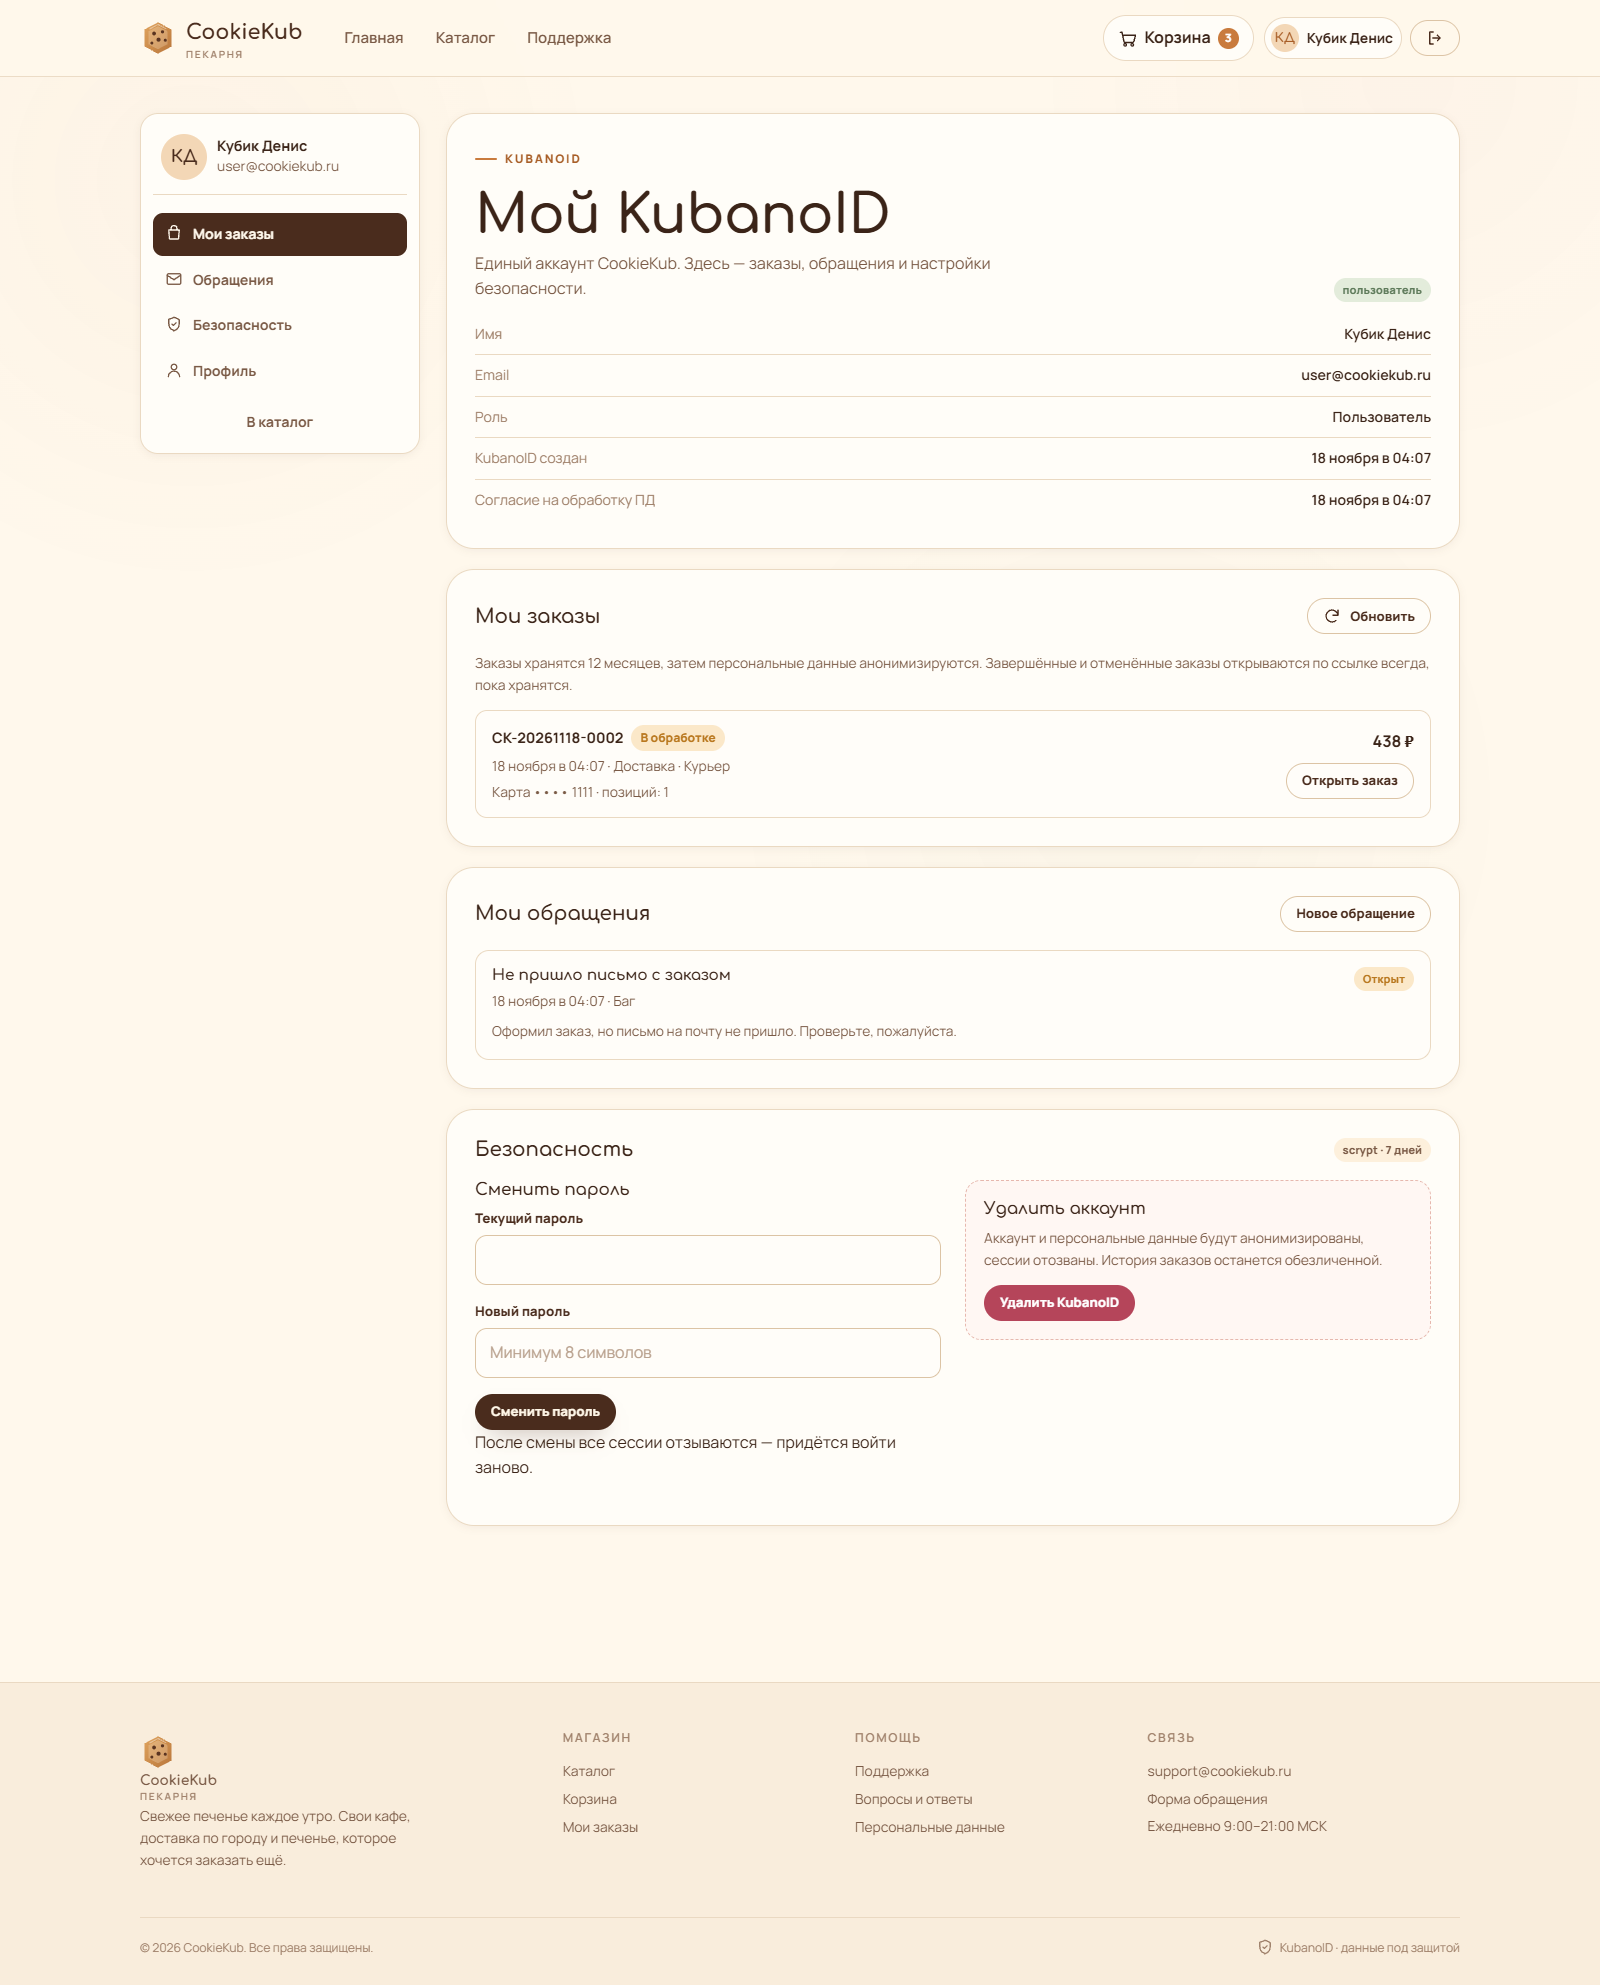 CookieKub
ПЕКАРНЯ
Главная
Каталог
Поддержка
Корзина 3
КД Кубик Денис
КД
Кубик Денис
user@cookiekub.ru
Мои заказы
Обращения
Безопасность
Профиль
В каталог
KUBANOID
Мой KubanoID
Единый аккаунт CookieKub. Здесь — заказы, обращения и настройки
безопасности.
пользователь
Имя
Кубик Денис
Email
user@cookiekub.ru
Роль
Пользователь
KubanoID создан
18 ноября в 04:07
Согласие на обработку ПД
18 ноября в 04:07
Мои заказы
Обновить
Заказы хранятся 12 месяцев, затем персональные данные анонимизируются. Завершённые и отменённые заказы открываются по ссылке всегда,
пока хранятся.
CK-20261118-0002 В обработке
438 ₽
18 ноября в 04:07 · Доставка · Курьер
Карта •••• 1111 · позиций: 1
Открыть заказ
Мои обращения
Новое обращение
Не пришло письмо с заказом
Открыт
18 ноября в 04:07 · Баг
Оформил заказ, но письмо на почту не пришло. Проверьте, пожалуйста.
Безопасность
scrypt · 7 дней
Сменить пароль
Текущий пароль
Новый пароль
Минимум 8 символов
Сменить пароль
После смены все сессии отзываются — придётся войти
заново.
Удалить аккаунт
Аккаунт и персональные данные будут анонимизированы,
сессии отозваны. История заказов останется обезличенной.
Удалить KubanoID
CookieKub
ПЕКАРНЯ
Свежее печенье каждое утро. Свои кафе,
доставка по городу и печенье, которое
хочется заказать ещё.
МАГАЗИН
Каталог
Корзина
Мои заказы
ПОМОЩЬ
Поддержка
Вопросы и ответы
Персональные данные
СВЯЗЬ
support@cookiekub.ru
Форма обращения
Ежедневно 9:00–21:00 МСК
© 2026 CookieKub. Все права защищены.
KubanoID · данные под защитой